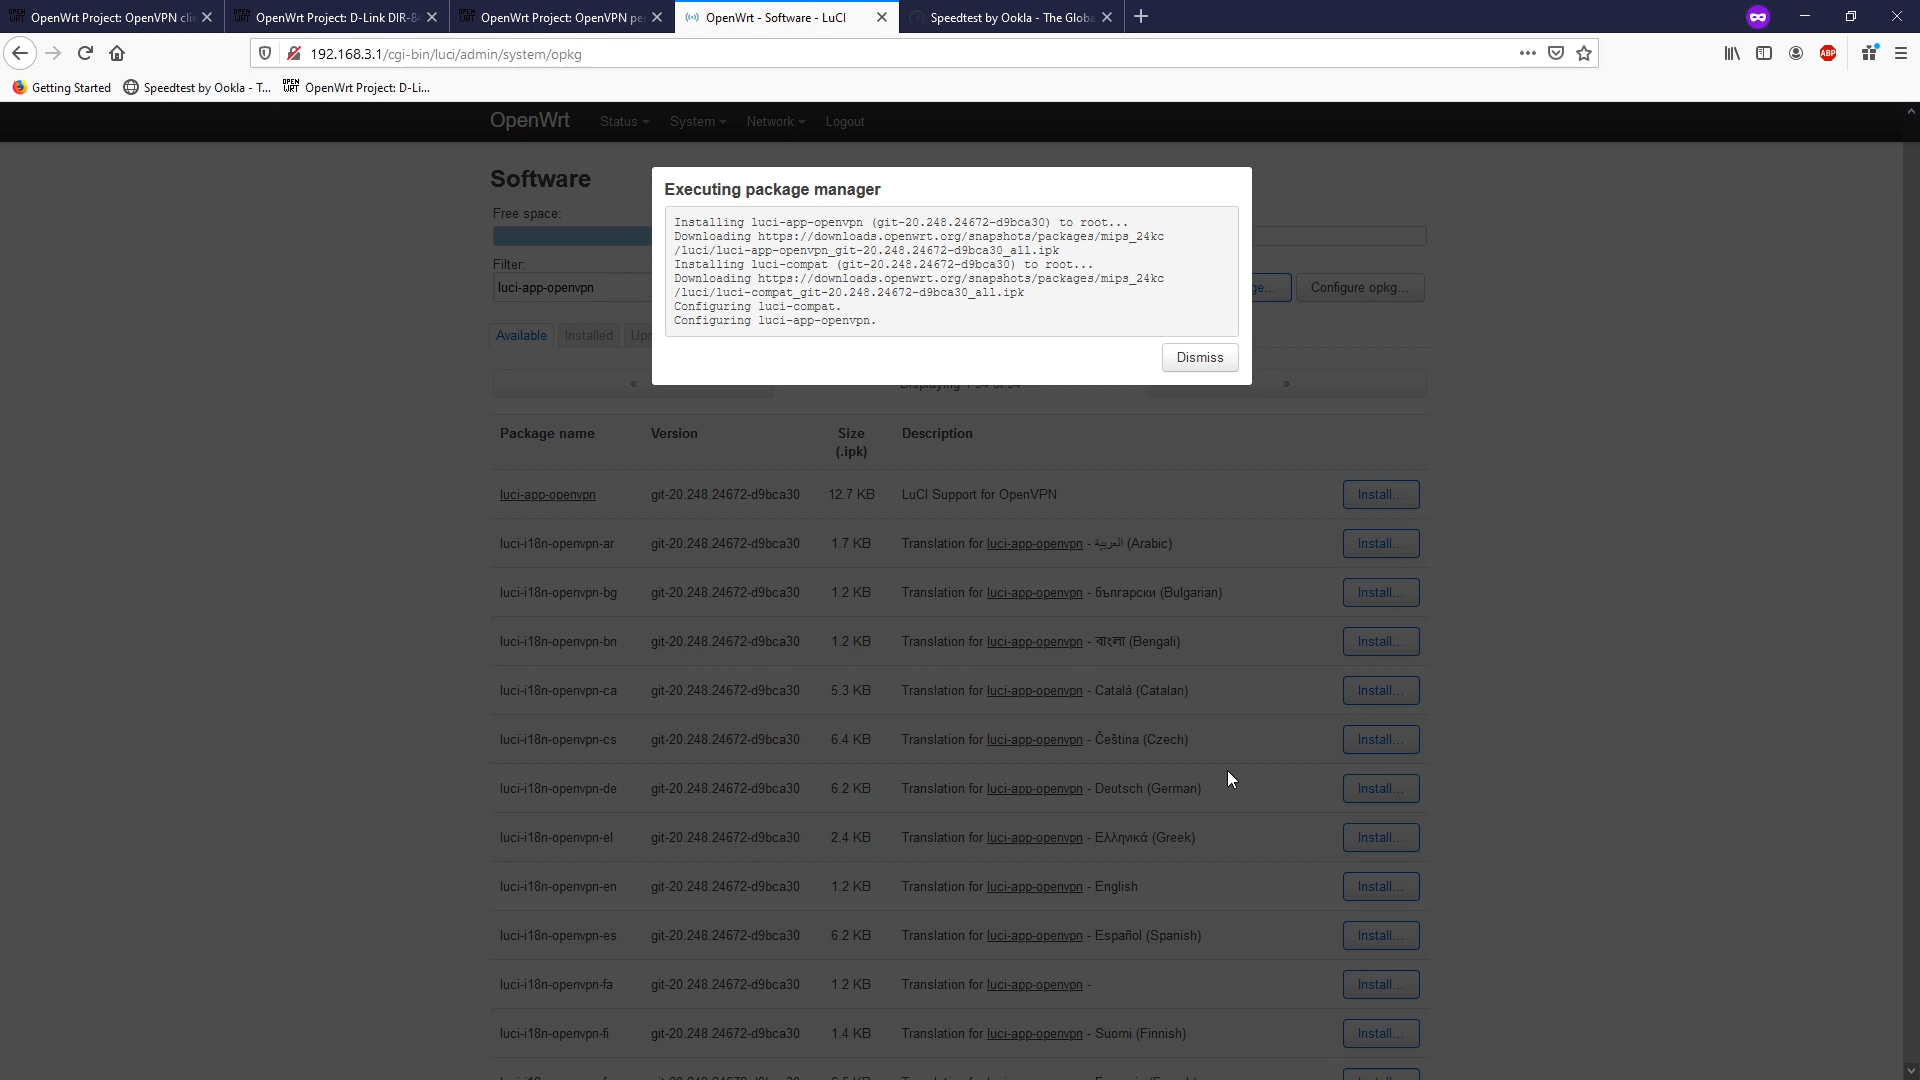 OpenWrt Project: OpenVPN cli
OpenWrt Project: D-Link DIR-8
OpenWrt Project: OpenVPN pe
OpenWrt - Software - LuCI
Speedtest by Ookla - The Globa
192.168.3.1/cgi-bin/luci/admin/system/opkg
ABP
Getting Started
Speedtest by Ookla - T...
OpenWrt Project: D-Li...
OpenWrt
Status
System
Network
Logout
Software
Free space:
Filter:
luci-app-openvpn
ge...
Configure opkg...
Available
Installed
Executing package manager
Installing luci-app-openvpn (git-20.248.24672-d9bca30) to root...
Downloading https://downloads.openwrt.org/snapshots/packages/mips_24kc
/luci/luci-app-openvpn_git-20.248.24672-d9bca30_all.ipk
Installing luci-compat (git-20.248.24672-d9bca30) to root...
Downloading https://downloads.openwrt.org/snapshots/packages/mips_24kc
/luci/luci-compat_git-20.248.24672-d9bca30_all.ipk
Configuring luci-compat.
Configuring luci-app-openvpn.
Dismiss
«
»
Package name Version Size Description
(.ipk)
luci-app-openvpn git-20.248.24672-d9bca30 12.7 KB LuCI Support for OpenVPN Install...
luci-i18n-openvpn-ar git-20.248.24672-d9bca30 1.7 KB Translation for luci-app-openvpn - العربية (Arabic) Install...
luci-i18n-openvpn-bg git-20.248.24672-d9bca30 1.2 KB Translation for luci-app-openvpn - български (Bulgarian) Install...
luci-i18n-openvpn-bn git-20.248.24672-d9bca30 1.2 KB Translation for luci-app-openvpn - বাংলা (Bengali) Install...
luci-i18n-openvpn-ca git-20.248.24672-d9bca30 5.3 KB Translation for luci-app-openvpn - Català (Catalan) Install...
luci-i18n-openvpn-cs git-20.248.24672-d9bca30 6.4 KB Translation for luci-app-openvpn - Čeština (Czech) Install...
luci-i18n-openvpn-de git-20.248.24672-d9bca30 6.2 KB Translation for luci-app-openvpn - Deutsch (German) Install...
luci-i18n-openvpn-el git-20.248.24672-d9bca30 2.4 KB Translation for luci-app-openvpn - Ελληνικά (Greek) Install...
luci-i18n-openvpn-en git-20.248.24672-d9bca30 1.2 KB Translation for luci-app-openvpn - English Install...
luci-i18n-openvpn-es git-20.248.24672-d9bca30 6.2 KB Translation for luci-app-openvpn - Español (Spanish) Install...
luci-i18n-openvpn-fa git-20.248.24672-d9bca30 1.2 KB Translation for luci-app-openvpn - Install...
luci-i18n-openvpn-fi git-20.248.24672-d9bca30 1.4 KB Translation for luci-app-openvpn - Suomi (Finnish) Install...